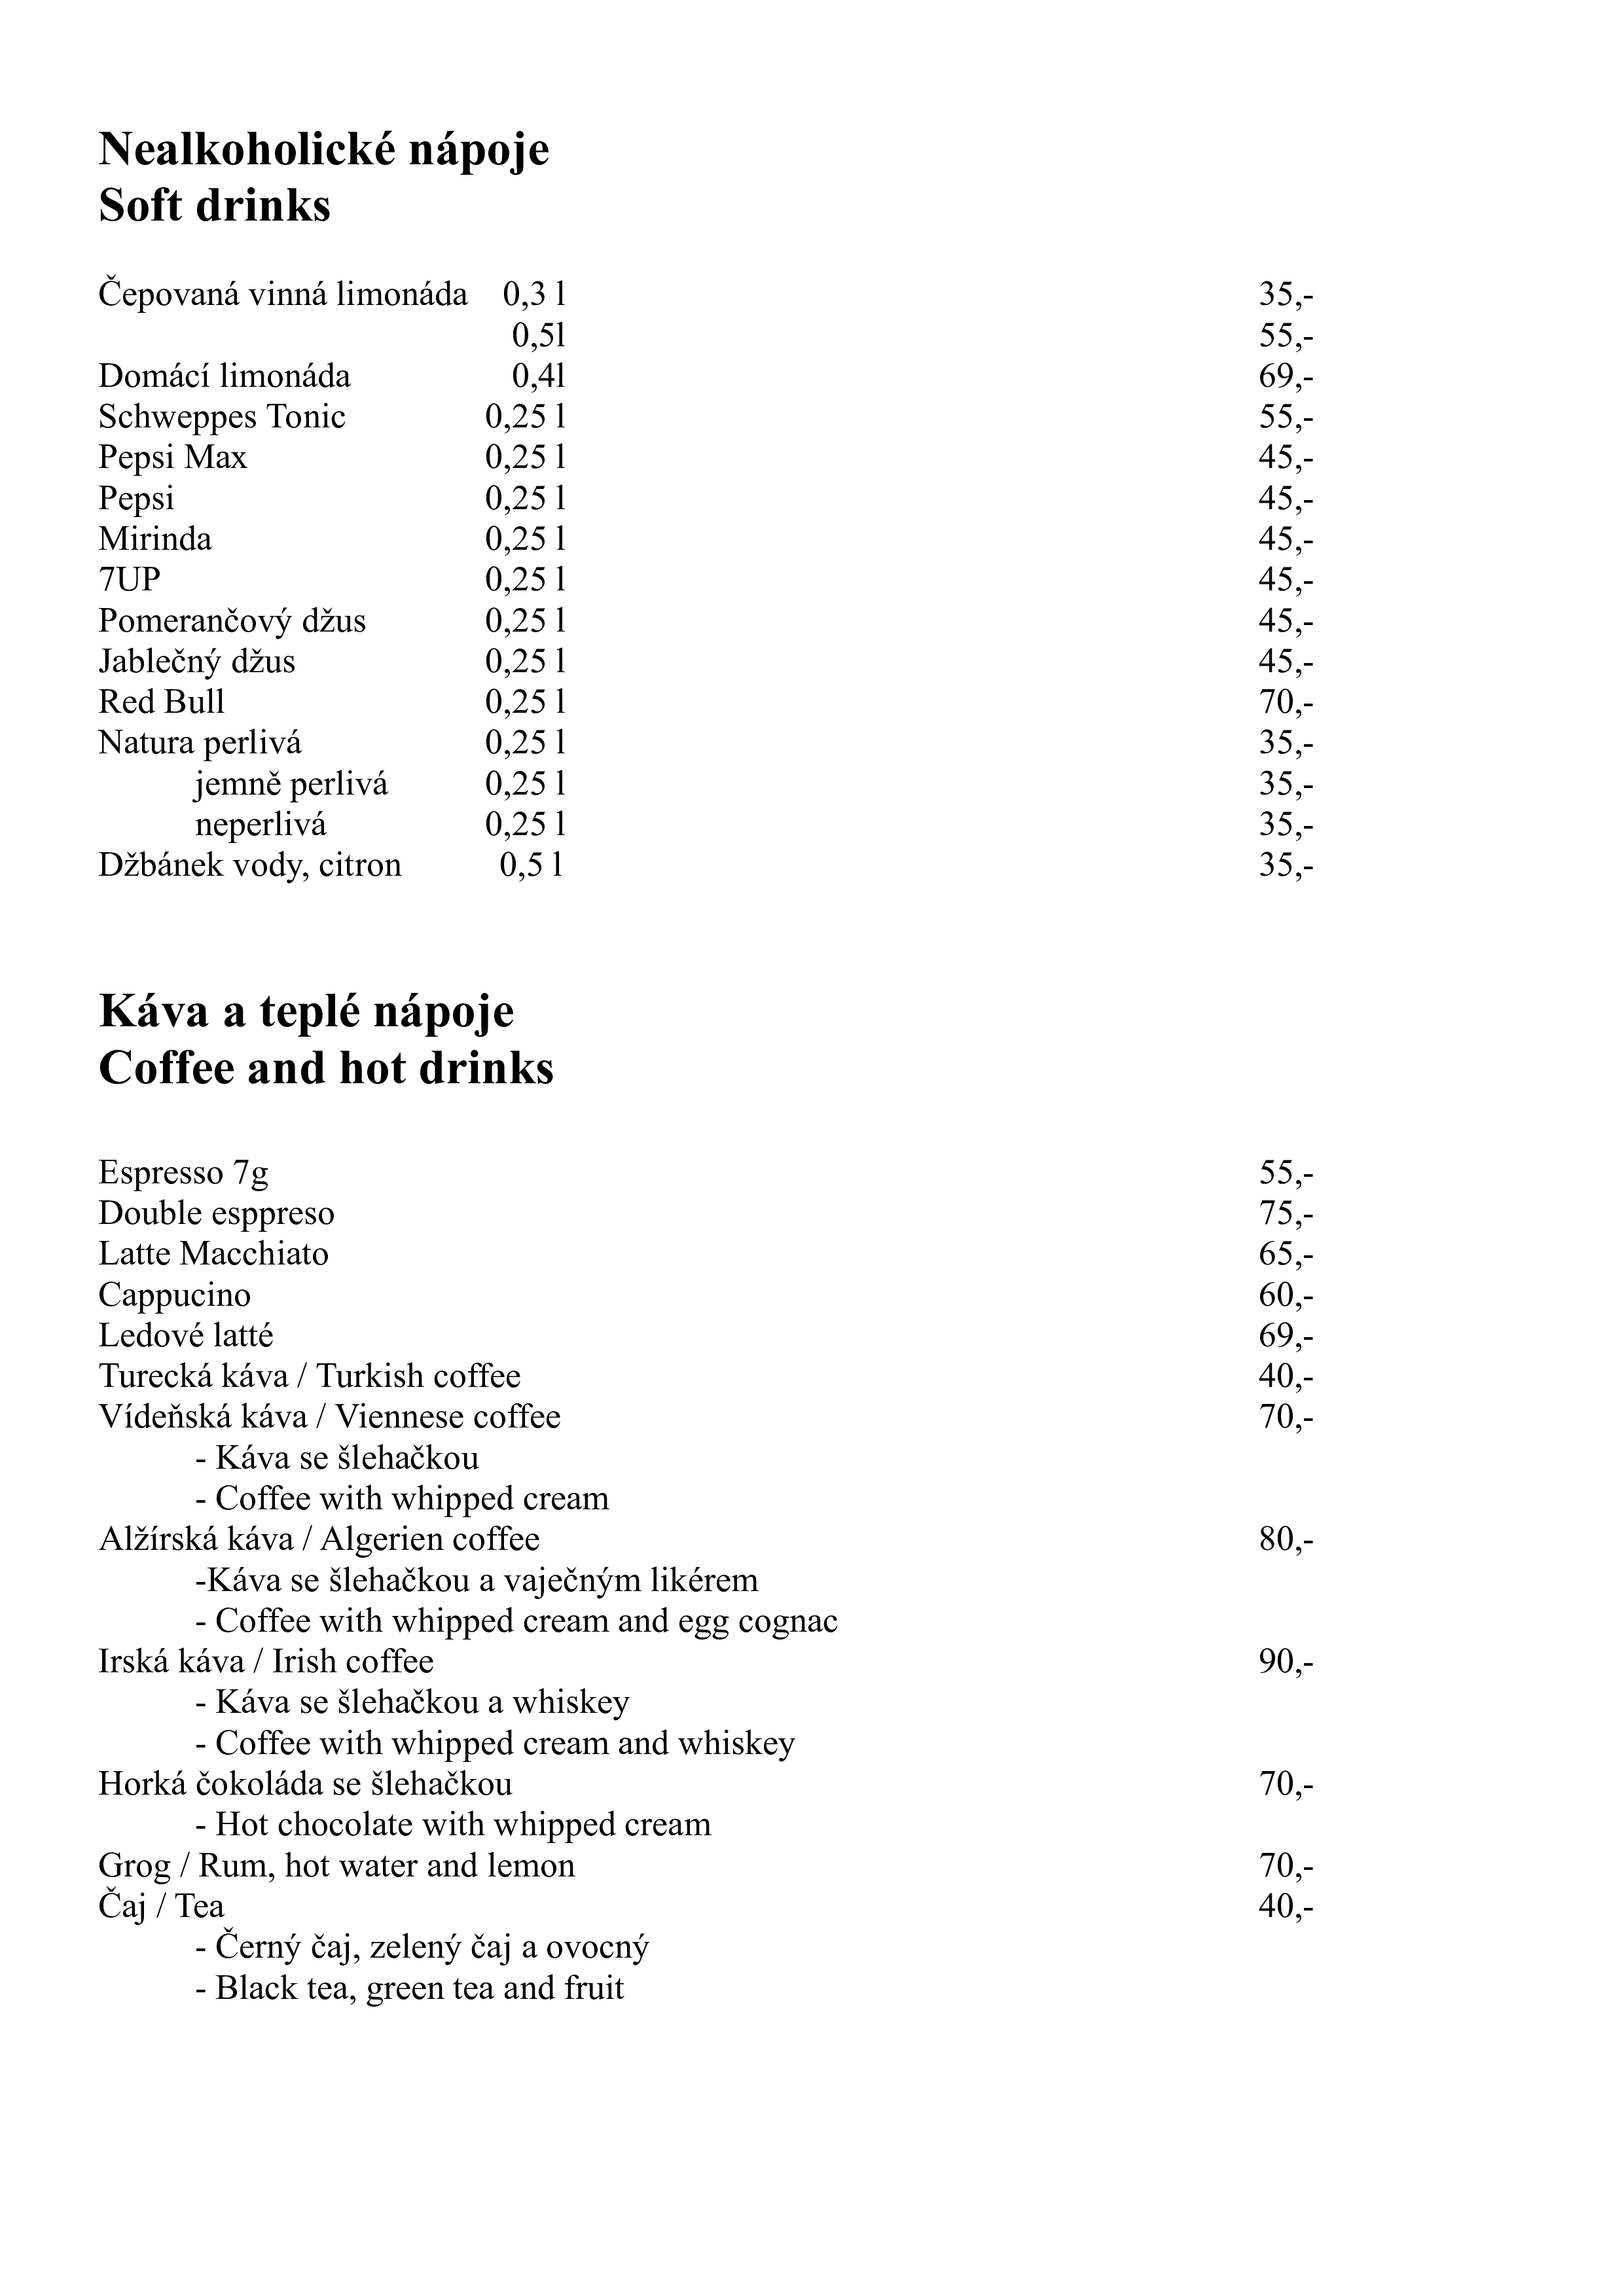 Nealkoholické nápoje
Soft drinks
Čepovaná vinná limonáda 0,3 l 35,-
0,5l 55,-
Domácí limonáda 0,4l 69,-
Schweppes Tonic 0,25 l 55,-
Pepsi Max 0,25 l 45,-
Pepsi 0,25 l 45,-
Mirinda 0,25 l 45,-
7UP 0,25 l 45,-
Pomerančový džus 0,25 l 45,-
Jablečný džus 0,25 l 45,-
Red Bull 0,25 l 70,-
Natura perlivá 0,25 l 35,-
jemně perlivá 0,25 l 35,-
neperlivá 0,25 l 35,-
Džbánek vody, citron 0,5 l 35,-
Káva a teplé nápoje
Coffee and hot drinks
Espresso 7g 55,-
Double esppreso 75,-
Latte Macchiato 65,-
Cappucino 60,-
Ledové latté 69,-
Turecká káva / Turkish coffee 40,-
Vídeňská káva / Viennese coffee 70,-
- Káva se šlehačkou
- Coffee with whipped cream
Alžírská káva / Algerien coffee 80,-
-Káva se šlehačkou a vaječným likérem
- Coffee with whipped cream and egg cognac
Irská káva / Irish coffee 90,-
- Káva se šlehačkou a whiskey
- Coffee with whipped cream and whiskey
Horká čokoláda se šlehačkou 70,-
- Hot chocolate with whipped cream
Grog / Rum, hot water and lemon 70,-
Čaj / Tea 40,-
- Černý čaj, zelený čaj a ovocný
- Black tea, green tea and fruit